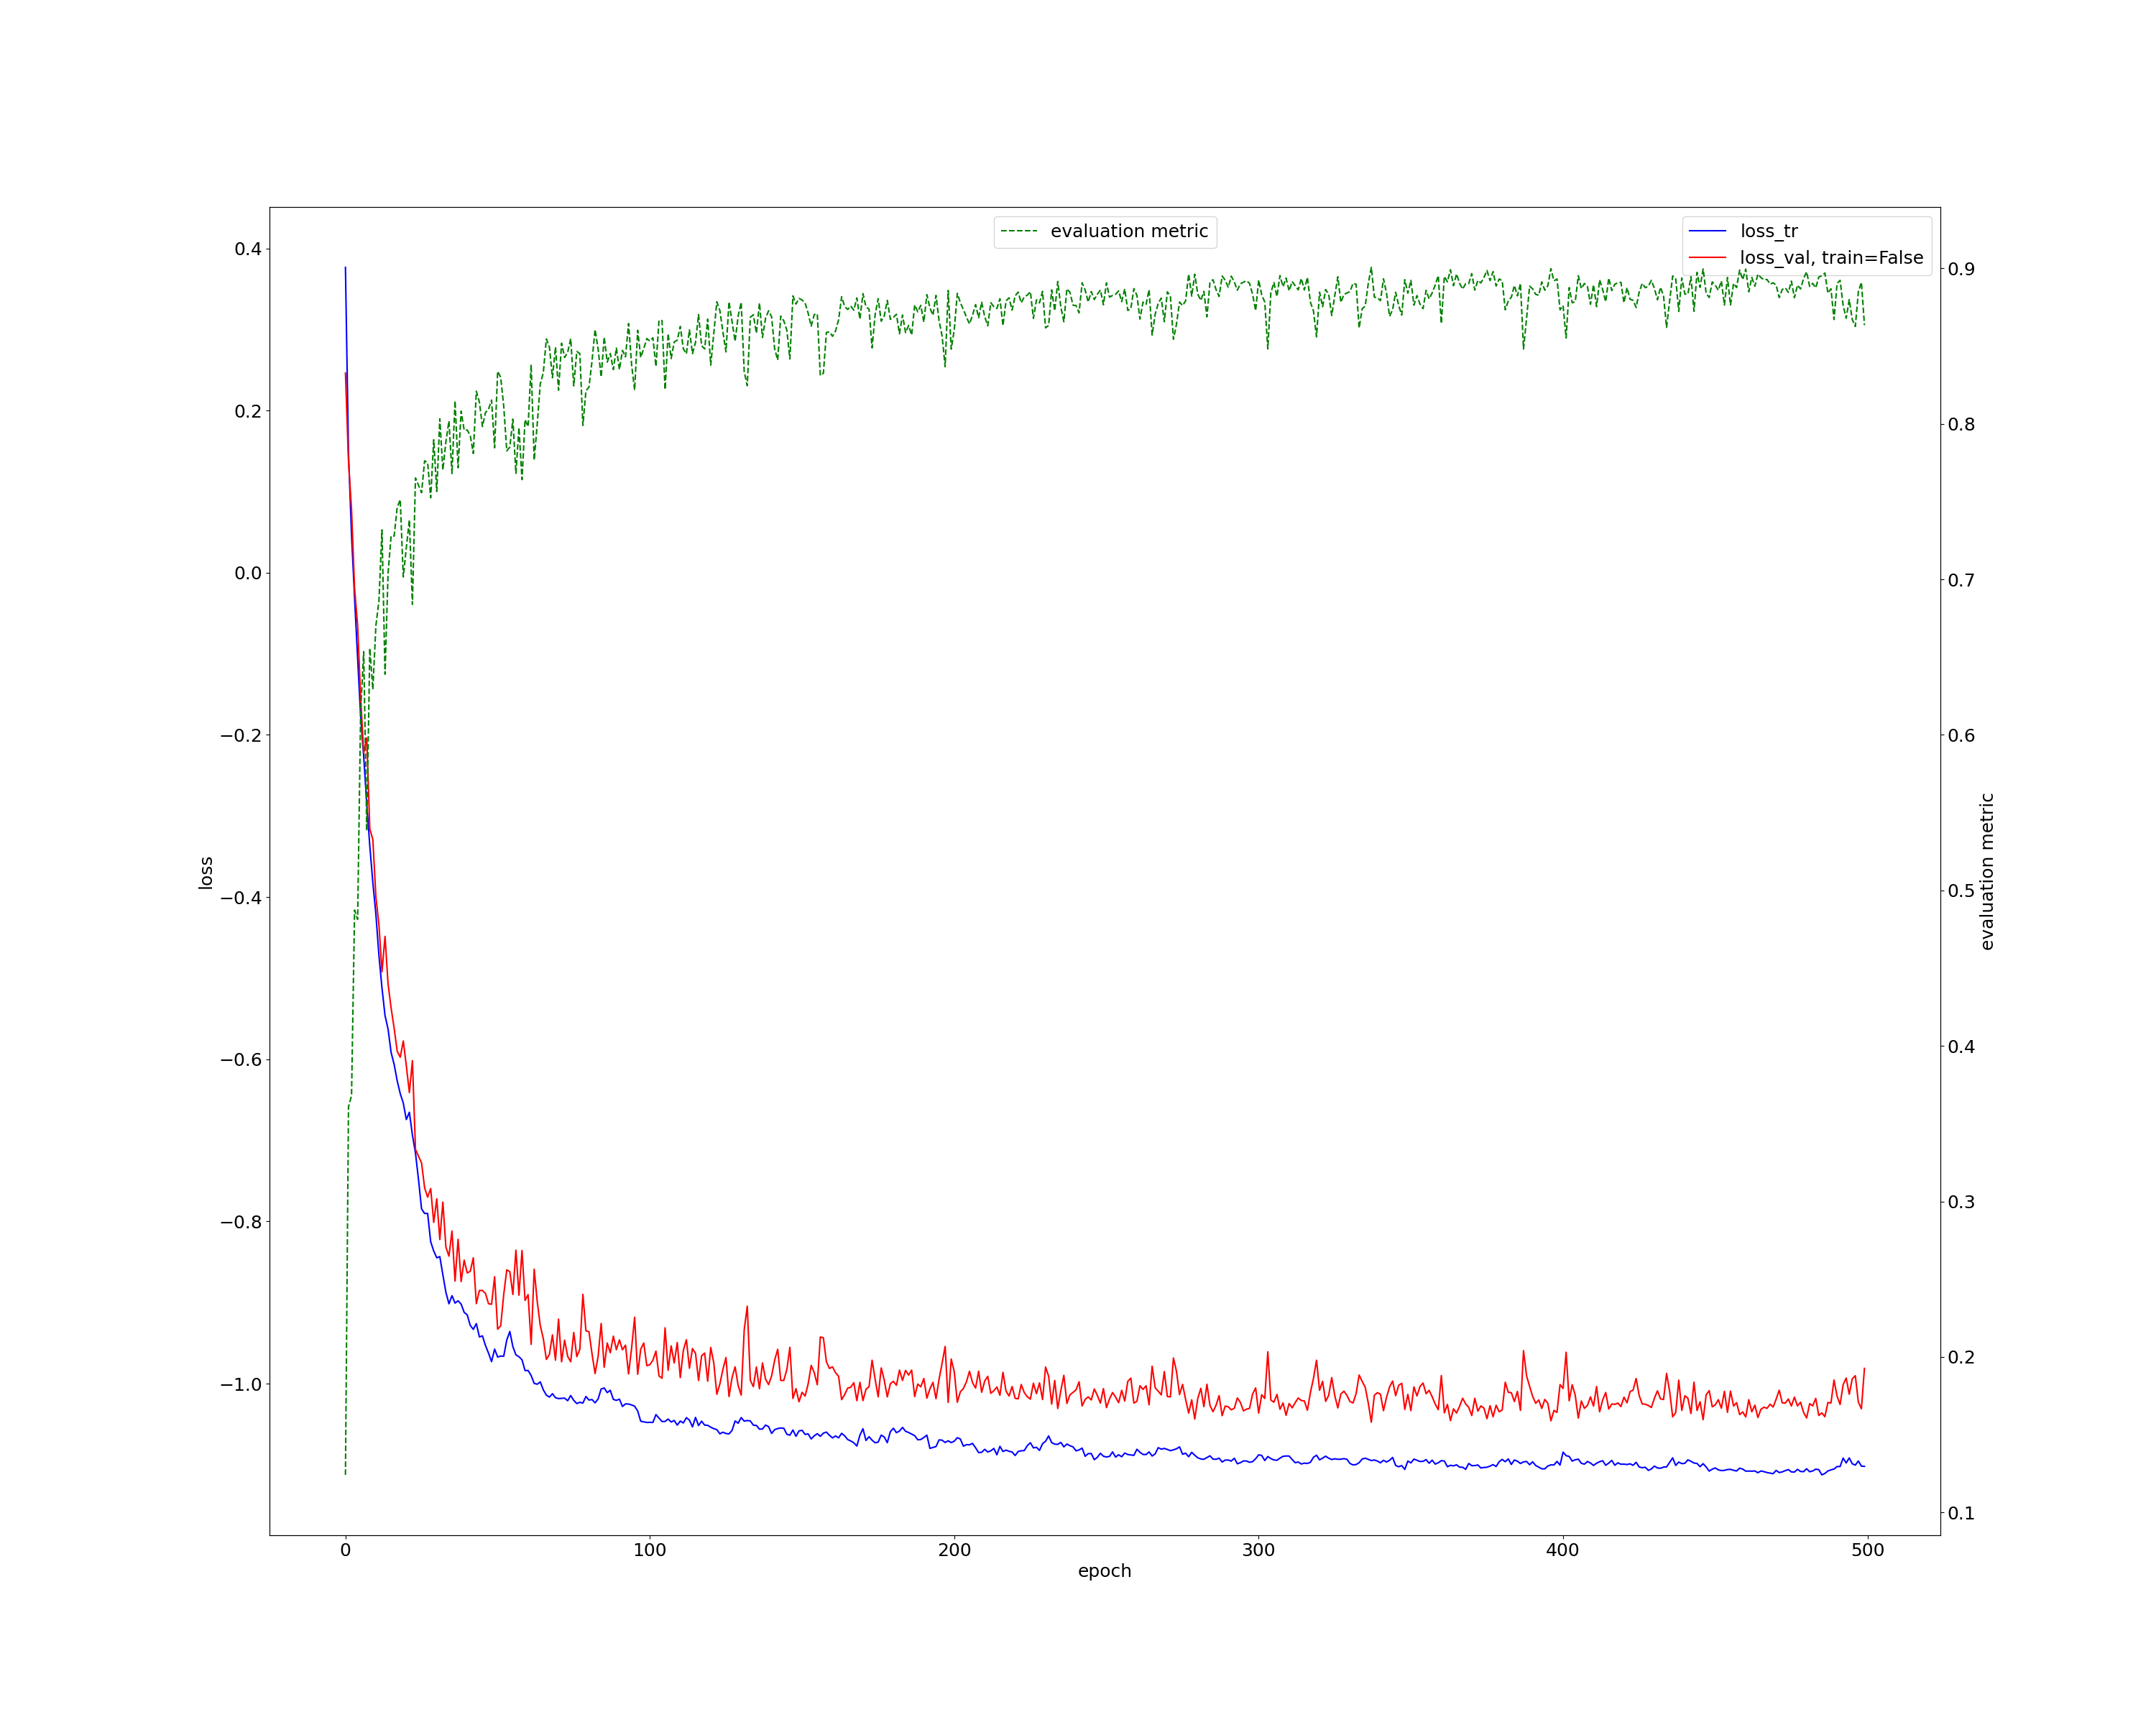 evaluation metric
loss_tr
loss_val, train=False
0.4
0.2
0.0
−0.2
−0.4
−0.6
−0.8
−1.0
loss
0.9
0.8
0.7
0.6
0.5
0.4
0.3
0.2
0.1
evaluation metric
0 100 200 300 400 500
epoch